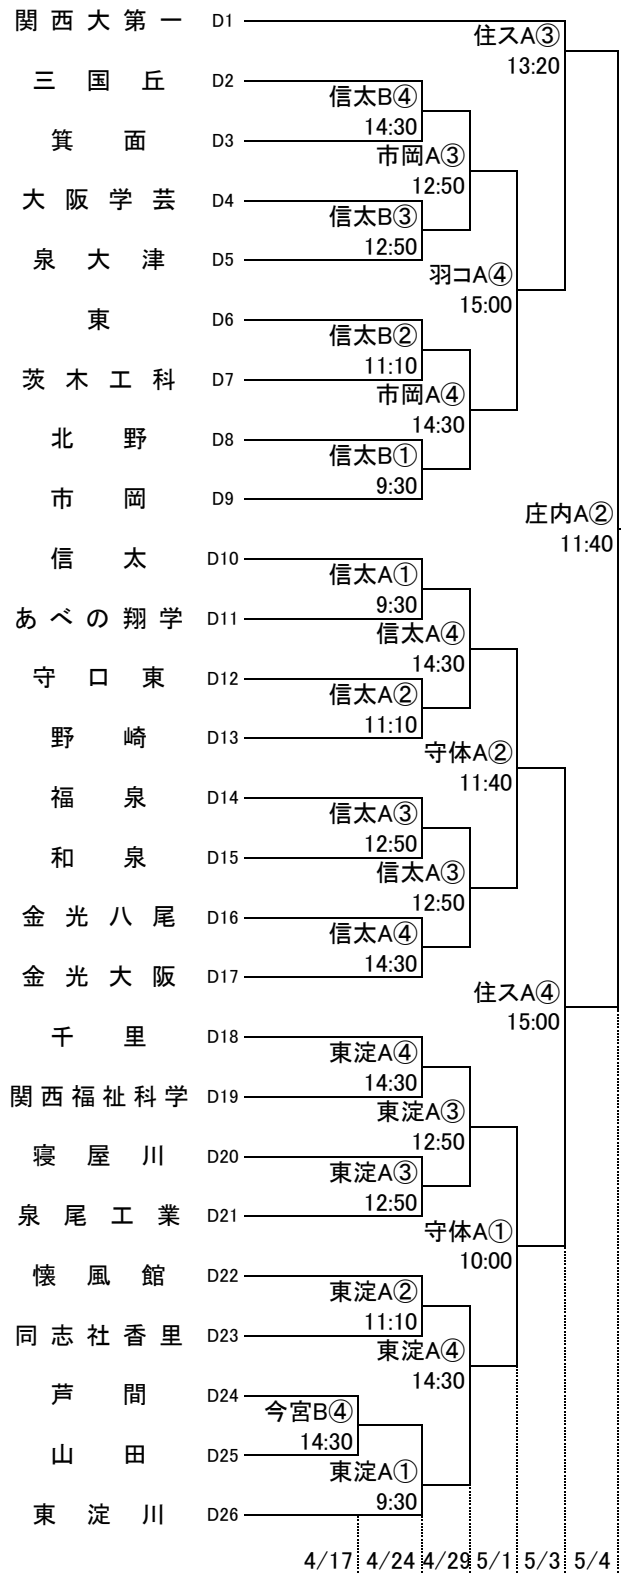 関西大第一 D1
住スA③
13:20
三国丘 D2
信太B④
14:30
箕面 D3
市岡A③
12:50
大阪学芸 D4
信太B③
12:50
泉大津 D5
羽コA④
15:00
東 D6
信太B②
11:10
茨木工科 D7
市岡A④
14:30
北野 D8
信太B①
9:30
市岡 D9
庄内A②
11:40
信太 D10
信太A①
9:30
あべの翔学 D11
信太A④
14:30
守口東 D12
信太A②
11:10
野崎 D13
守体A②
11:40
福泉 D14
信太A③
12:50
和泉 D15
信太A③
12:50
金光八尾 D16
信太A④
14:30
金光大阪 D17
住スA④
15:00
千里 D18
東淀A④
14:30
関西福祉科学 D19
東淀A③
12:50
寝屋川 D20
東淀A③
12:50
泉尾工業 D21
守体A①
10:00
懐風館 D22
東淀A②
11:10
同志社香里 D23
東淀A④
14:30
芦間 D24
今宮B④
14:30
山田 D25
東淀A①
9:30
東淀川 D26
4/17 4/24 4/29 5/1 5/3 5/4